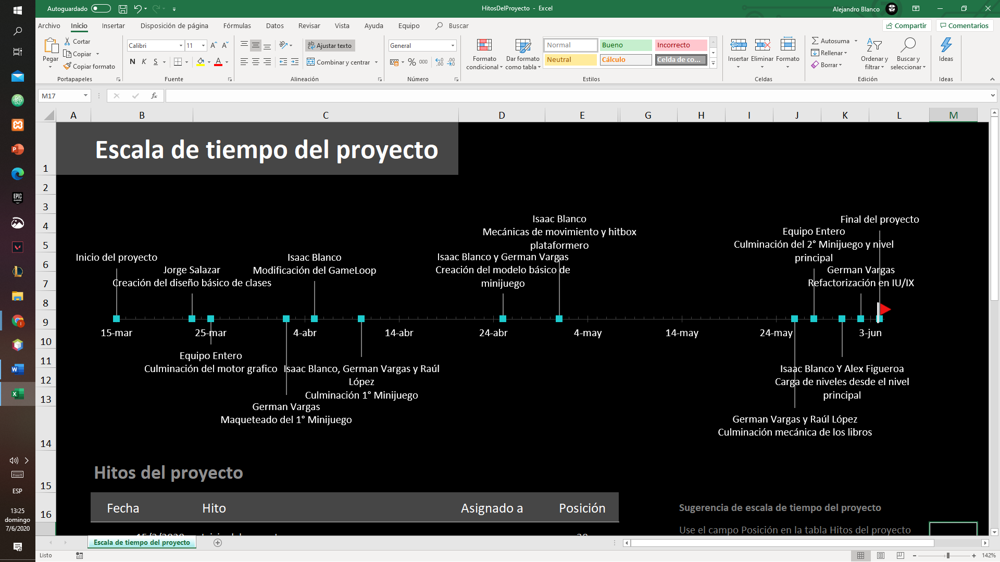 Autoguardado
HitosDelProyecto - Excel
Alejandro Blanco
Archivo Inicio Insertar Disposición de página Fórmulas Datos Revisar Vista Ayuda Equipo Buscar
Compartir Comentarios
Pegar
Cortar
Copiar
Copiar formato
Portapapeles
Calibri 11
N K S
Fuente
Ajustar texto
Combinar y centrar
Alineación
General
% 000
Número
Formato condicional
Dar formato como tabla
Normal Bueno Incorrecto
Neutral Cálculo Celda de co...
Estilos
Insertar Eliminar Formato
Celdas
Autosuma
Rellenar
Borrar
Ordenar y filtrar
Buscar y seleccionar
Edición
Ideas
Ideas
M17
fx
A B C D E G H I J K L M
1
2
3
4
5
6
7
8
9
10
11
12
13
14
15
16
Escala de tiempo del proyecto
Inicio del proyecto
Jorge Salazar
Creación del diseño básico de clases
Isaac Blanco
Modificación del GameLoop
Isaac Blanco y German Vargas
Creación del modelo básico de
minijuego
Isaac Blanco
Mecánicas de movimiento y hitbox
plataformero
Equipo Entero
Culminación del 2° Minijuego y nivel
principal
German Vargas
Refactorización en IU/IX
Final del proyecto
15-mar 25-mar 4-abr 14-abr 24-abr 4-may 14-may 24-may 3-jun
Equipo Entero
Culminación del motor grafico
German Vargas
Maqueteado del 1° Minijuego
Isaac Blanco, German Vargas y Raúl
López
Culminación 1° Minijuego
German Vargas y Raúl López
Culminación mecánica de los libros
Isaac Blanco Y Alex Figueroa
Carga de niveles desde el nivel
principal
Hitos del proyecto
Fecha Hito Asignado a Posición
Sugerencia de escala de tiempo del proyecto
Use el campo Posición en la tabla Hitos del proyecto
Escala de tiempo del proyecto
Listo
142%
EPIC
GAMES
ESP
13:25
domingo
7/6/2020